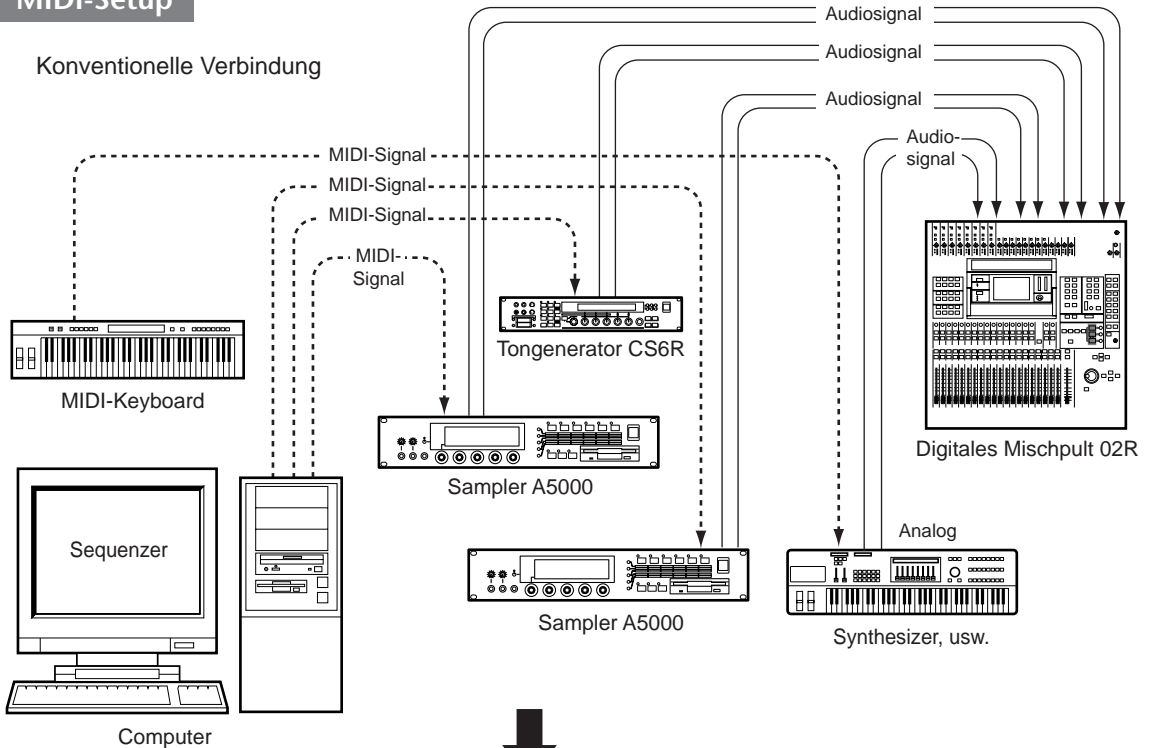 MIDI-Setup
Konventionelle Verbindung
Audiosignal
Audiosignal
Audiosignal
Audio-
signal
MIDI-Signal
MIDI-Signal
MIDI-Signal
MIDI-
Signal
Tongenerator CS6R
MIDI-Keyboard
Digitales Mischpult 02R
Sampler A5000
Sequenzer
Analog
Sampler A5000
Synthesizer, usw.
Computer